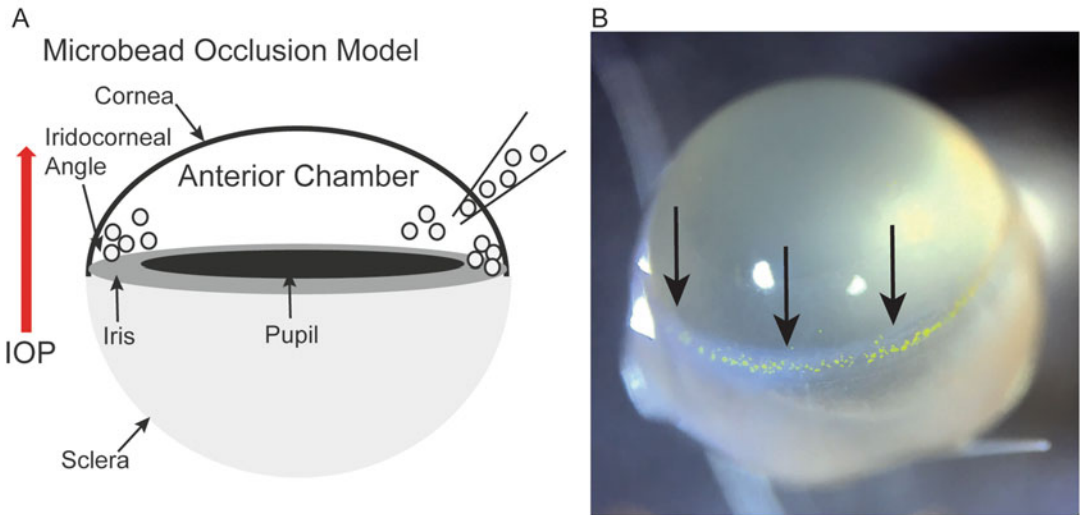 A
Microbead Occlusion Model
Cornea
Iridocorneal
Angle
Anterior Chamber
Iris
Pupil
IOP
Sclera
B